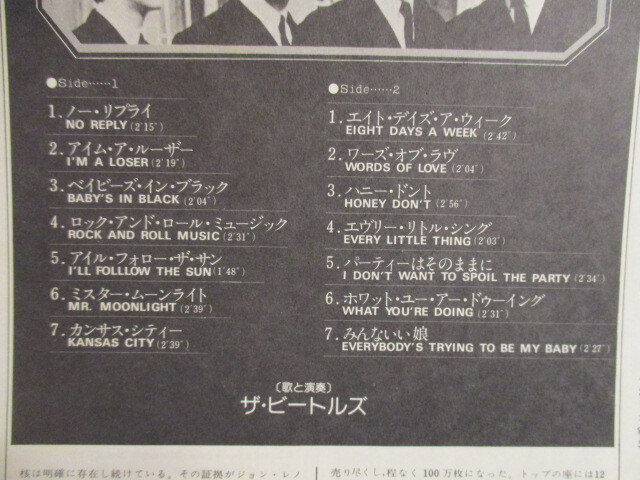 ●Side……1
1.ノー・リプライ
NO REPLY(2'15")
2.アイム・ア・ルーザー
I'M A LOSER(2'19")
3.ベイビーズ・イン・ブラック
BABY'S IN BLACK(2'04")
4.ロック・アンド・ロール・ミュージック
ROCK AND ROLL MUSIC(2'31")
5.アイル・フォロー・ザ・サン
I'LL FOLLLOW THE SUN(1'48")
6.ミスター・ムーンライト
MR. MOONLIGHT(2'39")
7.カンサス・シティー
KANSAS CITY(2'39")
●Side……2
1.エイト・デイズ・ア・ウィーク
EIGHT DAYS A WEEK(2'42")
2.ワーズ・オブ・ラヴ
WORDS OF LOVE(2'04")
3.ハニー・ドント
HONEY DON'T(2'56")
4.エヴリー・リトル・シング
EVERY LITTLE THING(2'03")
5.パーティーはそのままに
I DON'T WANT TO SPOIL THE PARTY(2'34")
6.ホワット・ユー・アー・ドゥーイング
WHAT YOU'RE DOING(2'31")
7.みんないい娘
EVERYBODY'S TRYING TO BE MY BABY(2'27")
〔歌と演奏〕
ザ・ビートルズ
核は明確に存在し続けている。その証拠がジョン・レノ
売り尽くし、程なく100万枚になった。トップの座には12